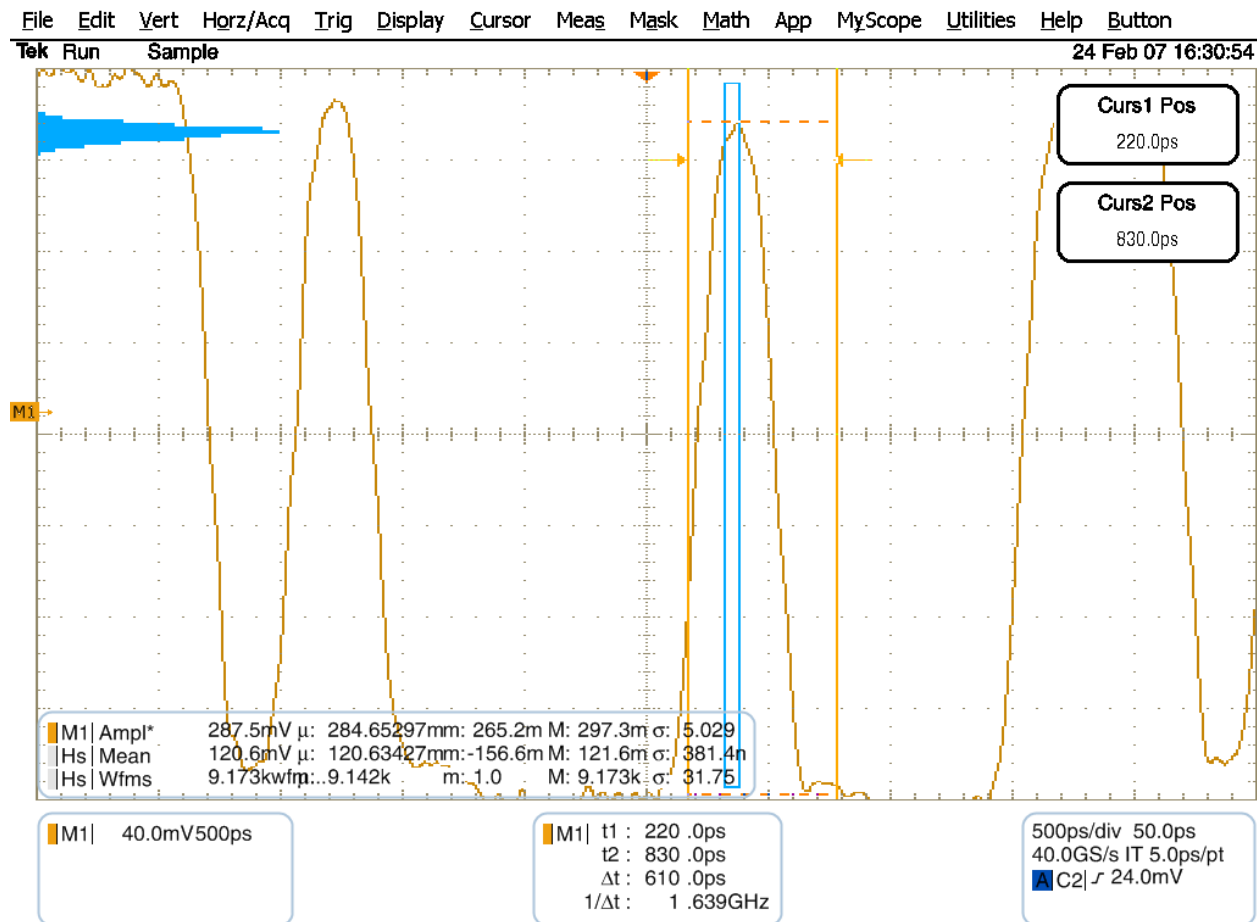 File Edit Vert Horz/Acq Trig Display Cursor Meas Mask Math App MyScope Utilities Help Button
Tek Run Sample 24 Feb 07 16:30:54
Curs1 Pos
220.0ps
Curs2 Pos
830.0ps
M1
M1 Ampl* 287.5mV µ: 284.65297mm: 265.2m M: 297.3m σ: 5.029
Hs Mean 120.6mV µ: 120.63427mm:-156.6m M: 121.6m σ: 381.4n
Hs Wfms 9.173kwfm µ:...9.142k m: 1.0 M: 9.173k σ: 31.75
M1 40.0mV 500ps
M1 t1 : 220 .0ps
t2 : 830 .0ps
Δt : 610 .0ps
1/Δt : 1 .639GHz
500ps/div 50.0ps
40.0GS/s IT 5.0ps/pt
A C2 ∫ 24.0mV